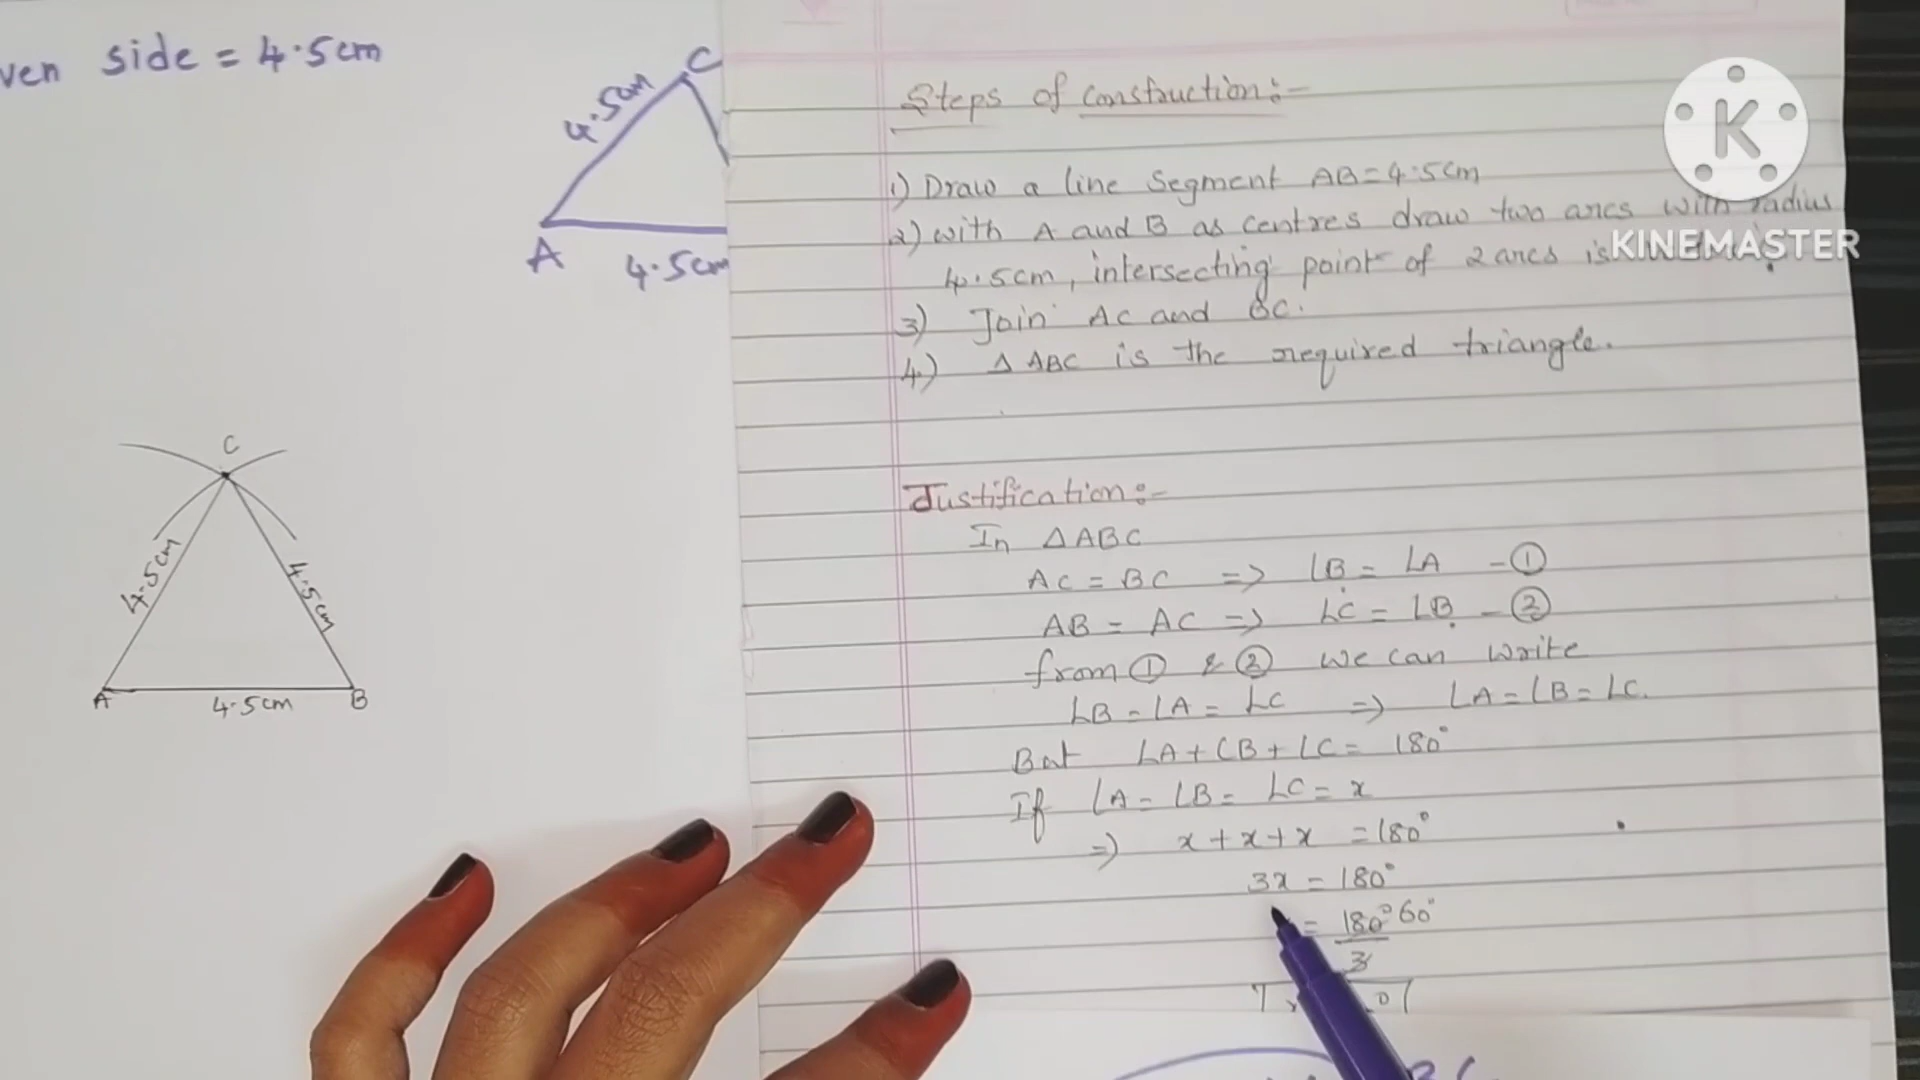 ven side = 4.5cm
C
4.5cm
A
4.5cm
C
4.5cm
4.5cm
A
4.5cm
B
Steps of construction:-
1) Draw a line Segment AB=4.5cm
2) with A and B as centres draw two arcs with radius
4.5cm, intersecting point of 2 arcs is
3) Join AC and BC.
4) Δ ABC is the required triangle.
Justification:-
In ΔABC
AC = BC => ∠B = ∠A - ①
AB = AC => ∠C = ∠B - ②
from ① & ② we can write
∠B = ∠A = ∠C => ∠A = ∠B = ∠C.
But ∠A + ∠B + ∠C = 180°
If ∠A = ∠B = ∠C = x
=> x + x + x = 180°
3x = 180°
= 180° 60°
3
K
KINEMASTER